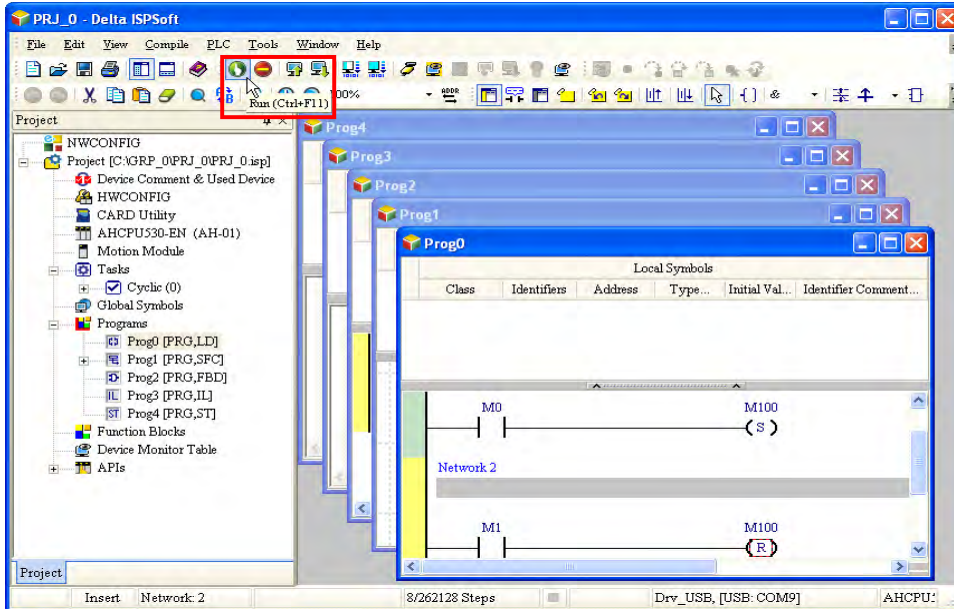 PRJ_0 - Delta ISPSoft
File Edit View Compile PLC Tools Window Help
Run (Ctrl+F11)
00%
ADDR
Project
NWCONFIG
Project [C:\GRP_0\PRJ_0\PRJ_0.isp]
Device Comment & Used Device
HWCONFIG
CARD Utility
AHCPU530-EN (AH-01)
Motion Module
Tasks
Cyclic (0)
Global Symbols
Programs
Prog0 [PRG,LD]
Prog1 [PRG,SFC]
Prog2 [PRG,FBD]
IL Prog3 [PRG,IL]
ST Prog4 [PRG,ST]
Function Blocks
Device Monitor Table
APIs
Project
Prog4
Prog3
Prog2
Prog1
Prog0
Local Symbols
Class Identifiers Address Type... Initial Val... Identifier Comment...
M0 M100
S
Network 2
M1 M100
R
Insert Network: 2 8/262128 Steps Drv_USB, [USB: COM9] AHCPU5